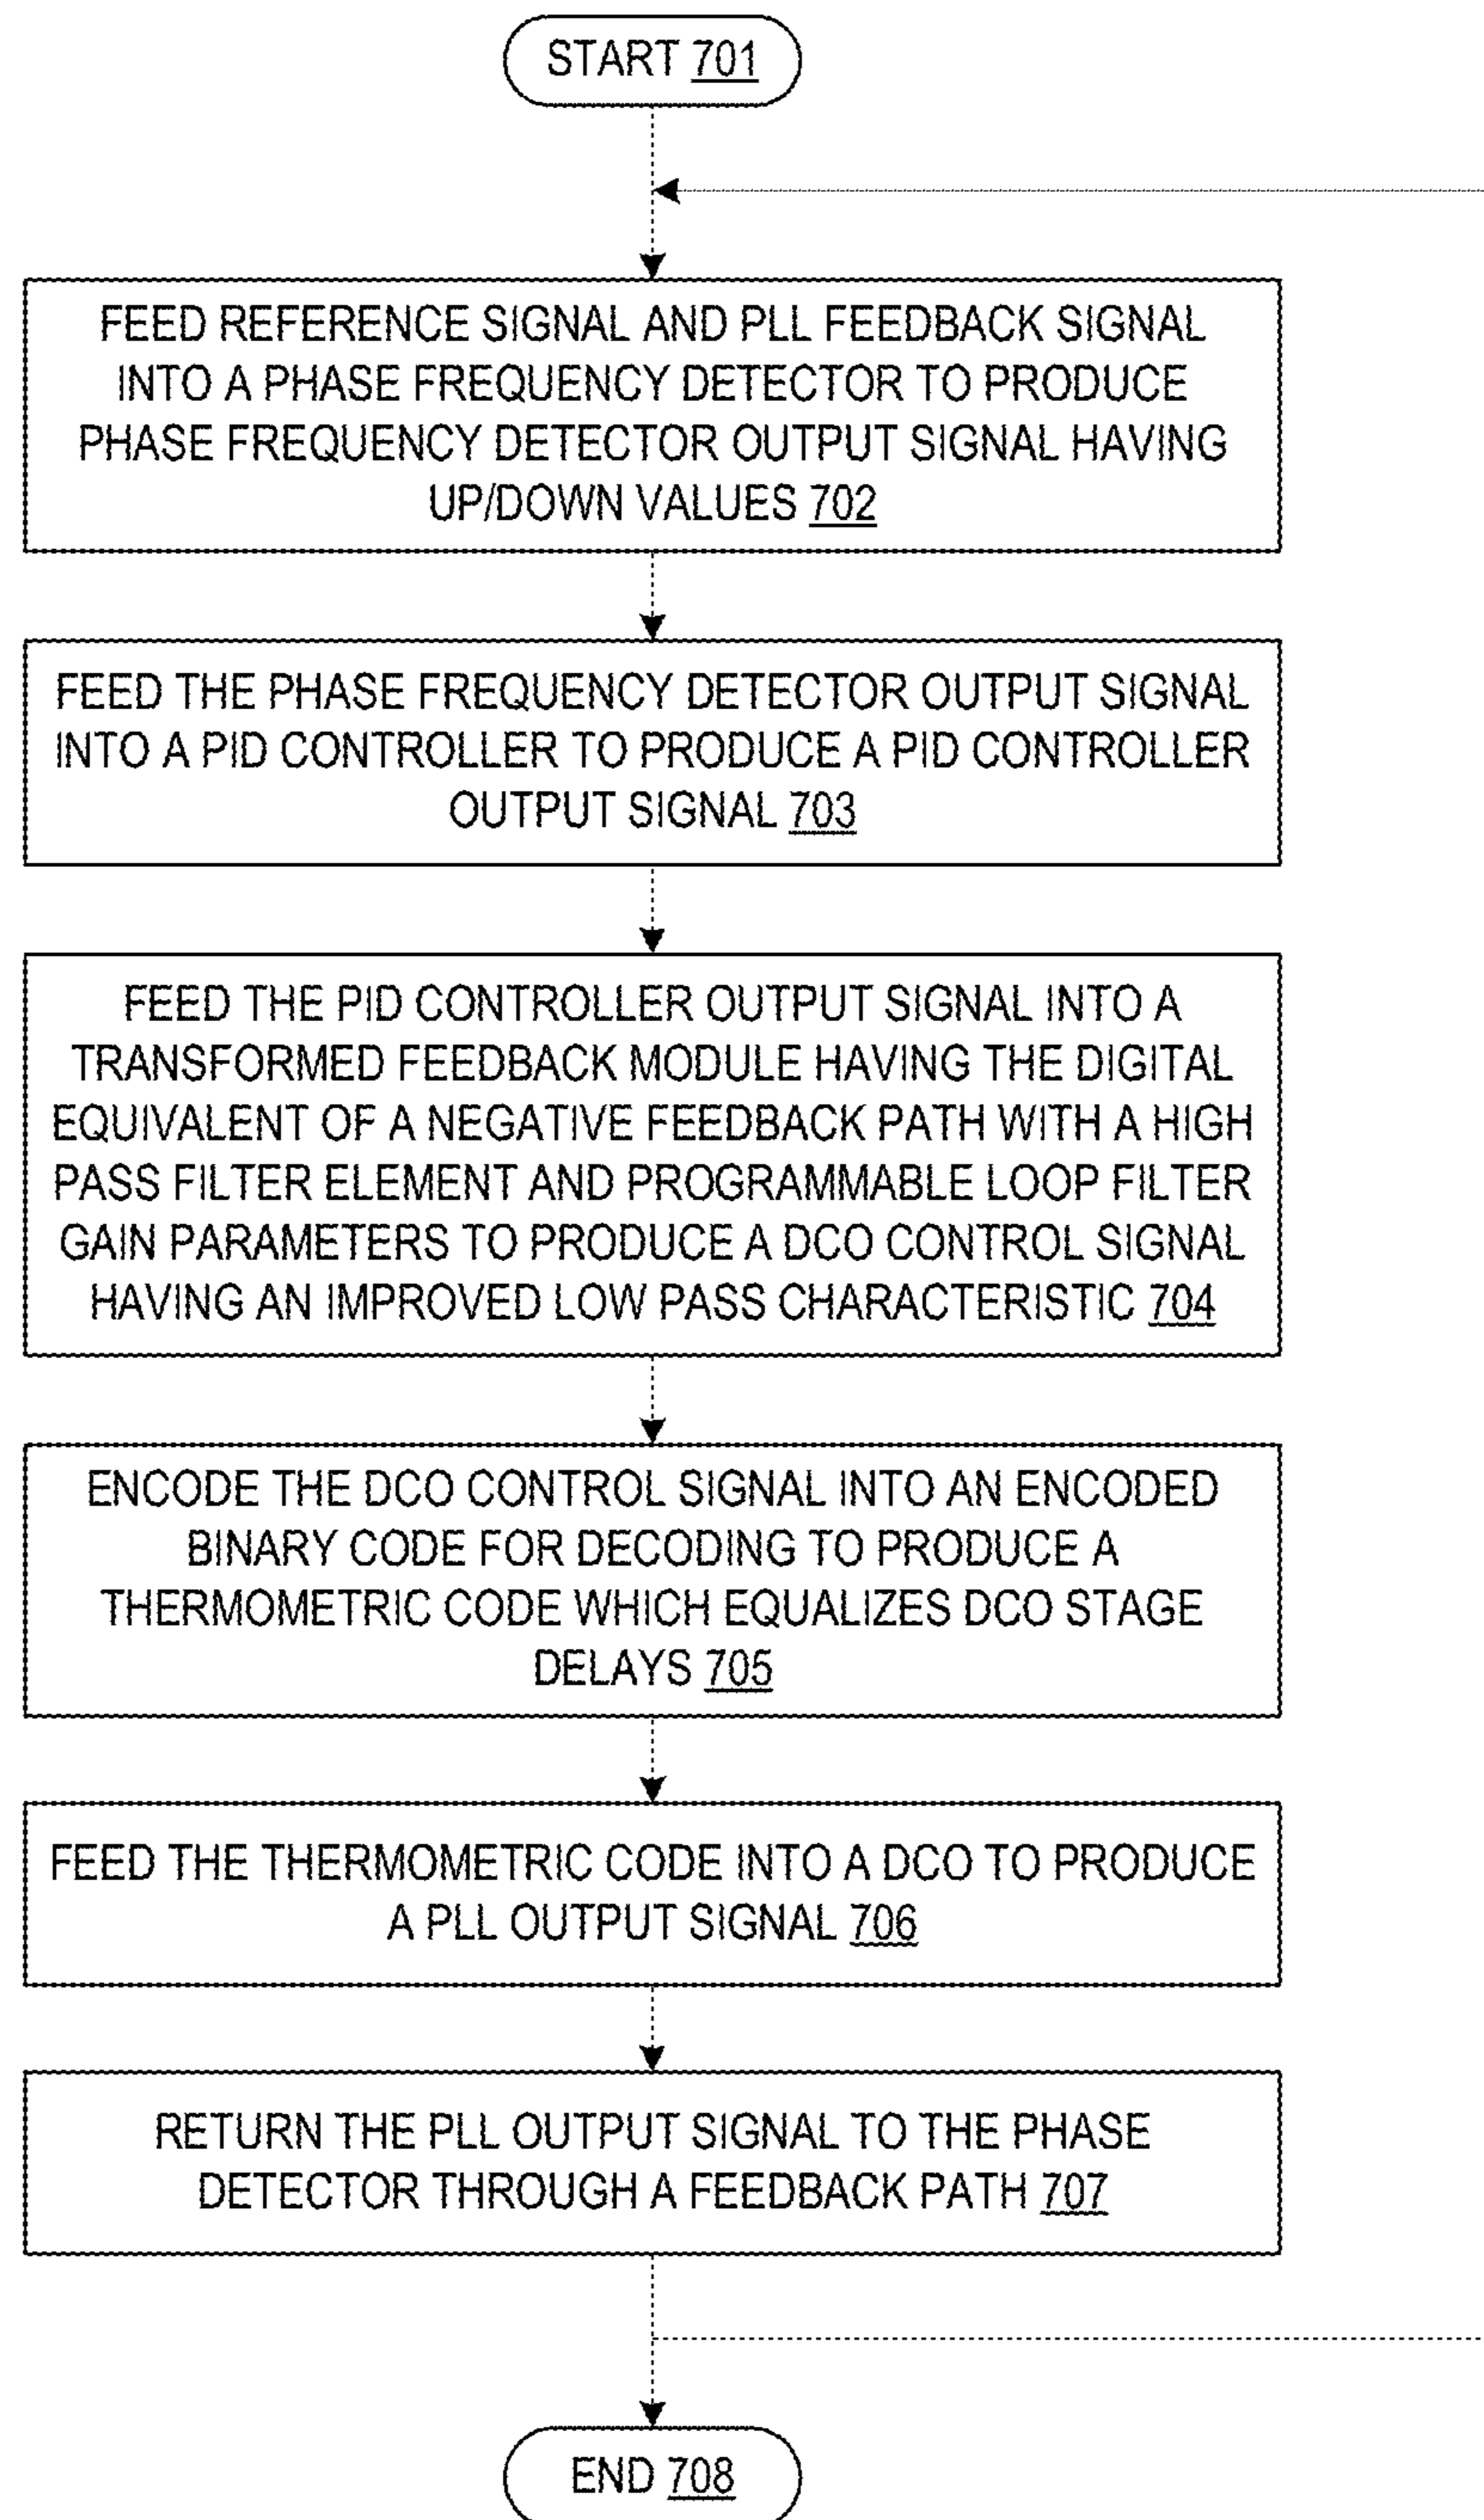 START 701
FEED REFERENCE SIGNAL AND PLL FEEDBACK SIGNAL
INTO A PHASE FREQUENCY DETECTOR TO PRODUCE
PHASE FREQUENCY DETECTOR OUTPUT SIGNAL HAVING
UP/DOWN VALUES 702
FEED THE PHASE FREQUENCY DETECTOR OUTPUT SIGNAL
INTO A PID CONTROLLER TO PRODUCE A PID CONTROLLER
OUTPUT SIGNAL 703
FEED THE PID CONTROLLER OUTPUT SIGNAL INTO A
TRANSFORMED FEEDBACK MODULE HAVING THE DIGITAL
EQUIVALENT OF A NEGATIVE FEEDBACK PATH WITH A HIGH
PASS FILTER ELEMENT AND PROGRAMMABLE LOOP FILTER
GAIN PARAMETERS TO PRODUCE A DCO CONTROL SIGNAL
HAVING AN IMPROVED LOW PASS CHARACTERISTIC 704
ENCODE THE DCO CONTROL SIGNAL INTO AN ENCODED
BINARY CODE FOR DECODING TO PRODUCE A
THERMOMETRIC CODE WHICH EQUALIZES DCO STAGE
DELAYS 705
FEED THE THERMOMETRIC CODE INTO A DCO TO PRODUCE
A PLL OUTPUT SIGNAL 706
RETURN THE PLL OUTPUT SIGNAL TO THE PHASE
DETECTOR THROUGH A FEEDBACK PATH 707
END 708